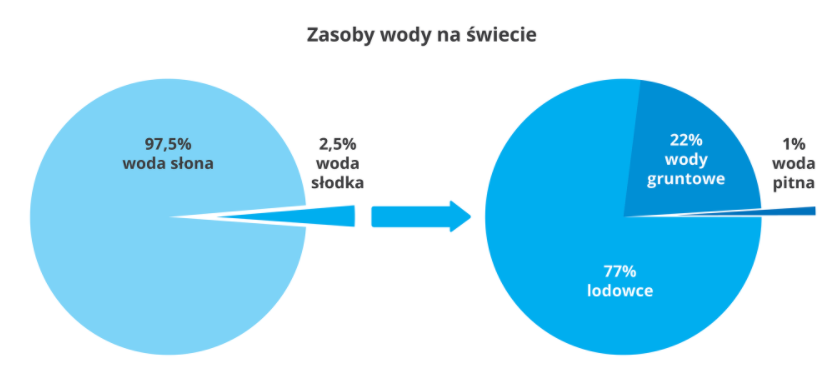 Zasoby wody na świecie
97,5%
woda słona
2,5%
woda
słodka
22%
wody
gruntowe
1%
woda
pitna
77%
lodowce